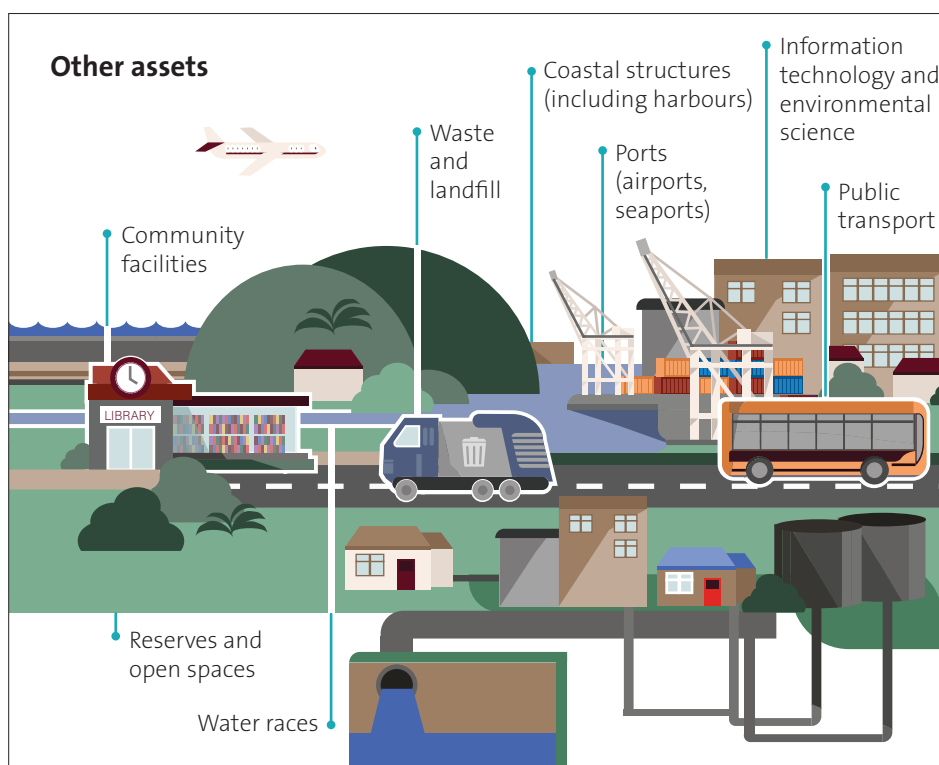 Other assets
Information
technology and
environmental
science
Coastal structures
(including harbours)
Waste
and
landfill
Ports
(airports,
seaports)
Public
transport
Community
facilities
LIBRARY
Reserves and
open spaces
Water races